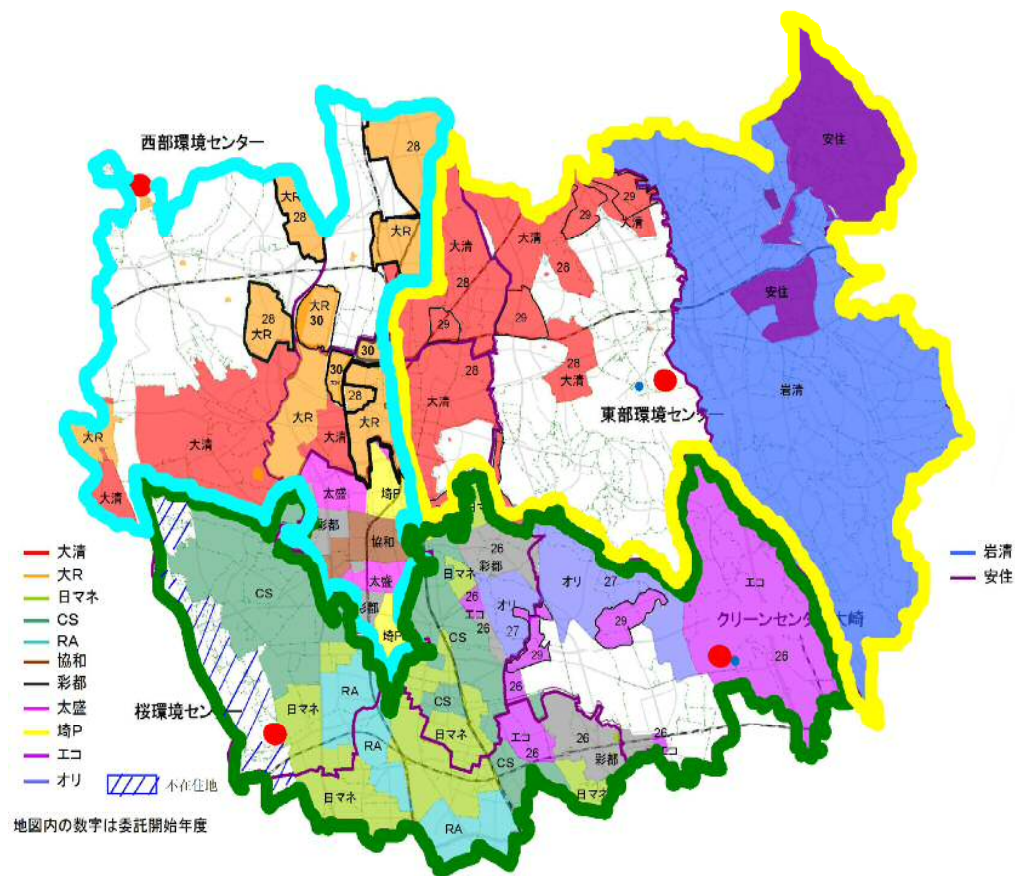 安住
西部環境センター
28
大R
28
29
29
大清
大R
大清
大清
28
28
安住
大R
30
28
大R
29
29
30
30
28
28
大清
28
大清
岩清
東部環境センター
大R
大清
大R
大R
大清
大清
太盛
埼P
日マネ
彩都
協和
26
彩都
日マネ
オリ
27
エコ
太盛
彩都
CS
26
エコ
26
オリ
27
29
クリーンセンター大崎
埼P
CS
29
26
RA
26
CS
桜環境センター
日マネ
日マネ
エコ
26
26
彩都
26
エコ
RA
CS
日マネ
日マネ
RA
大清
大R
日マネ
CS
RA
協和
彩都
太盛
埼P
エコ
オリ
不在住地
岩清
安住
地図内の数字は委託開始年度